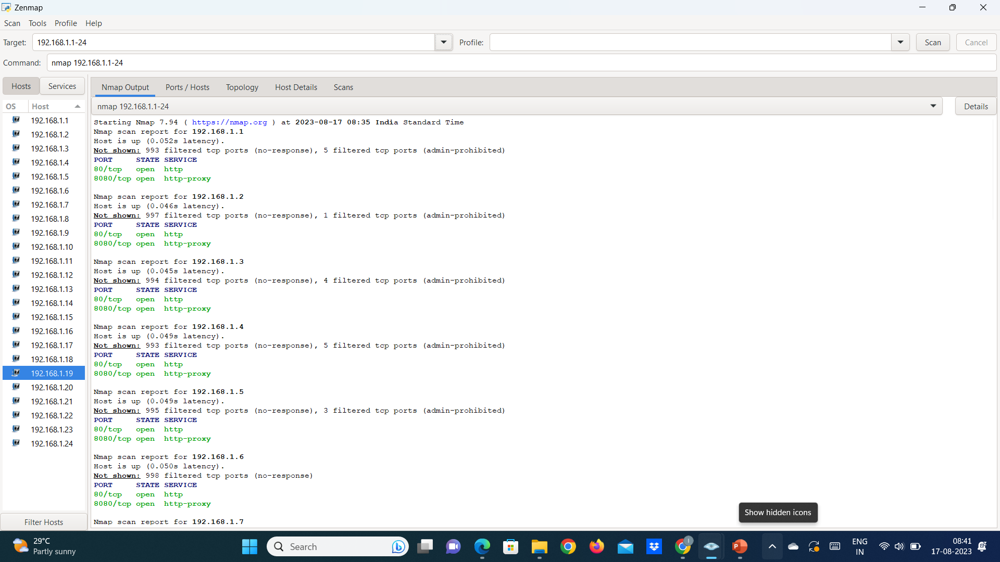 Zenmap
Scan Tools Profile Help
Target: 192.168.1.1-24 Profile: Scan Cancel
Command: nmap 192.168.1.1-24
Hosts Services
OS Host
192.168.1.1
192.168.1.2
192.168.1.3
192.168.1.4
192.168.1.5
192.168.1.6
192.168.1.7
192.168.1.8
192.168.1.9
192.168.1.10
192.168.1.11
192.168.1.12
192.168.1.13
192.168.1.14
192.168.1.15
192.168.1.16
192.168.1.17
192.168.1.18
192.168.1.19
192.168.1.20
192.168.1.21
192.168.1.22
192.168.1.23
192.168.1.24
Filter Hosts
Nmap Output Ports / Hosts Topology Host Details Scans
nmap 192.168.1.1-24 Details
Starting Nmap 7.94 ( https://nmap.org ) at 2023-08-17 08:35 India Standard Time
Nmap scan report for 192.168.1.1
Host is up (0.052s latency).
Not shown: 993 filtered tcp ports (no-response), 5 filtered tcp ports (admin-prohibited)
PORT STATE SERVICE
80/tcp open http
8080/tcp open http-proxy
Nmap scan report for 192.168.1.2
Host is up (0.046s latency).
Not shown: 997 filtered tcp ports (no-response), 1 filtered tcp ports (admin-prohibited)
PORT STATE SERVICE
80/tcp open http
8080/tcp open http-proxy
Nmap scan report for 192.168.1.3
Host is up (0.045s latency).
Not shown: 994 filtered tcp ports (no-response), 4 filtered tcp ports (admin-prohibited)
PORT STATE SERVICE
80/tcp open http
8080/tcp open http-proxy
Nmap scan report for 192.168.1.4
Host is up (0.049s latency).
Not shown: 993 filtered tcp ports (no-response), 5 filtered tcp ports (admin-prohibited)
PORT STATE SERVICE
80/tcp open http
8080/tcp open http-proxy
Nmap scan report for 192.168.1.5
Host is up (0.049s latency).
Not shown: 995 filtered tcp ports (no-response), 3 filtered tcp ports (admin-prohibited)
PORT STATE SERVICE
80/tcp open http
8080/tcp open http-proxy
Nmap scan report for 192.168.1.6
Host is up (0.050s latency).
Not shown: 998 filtered tcp ports (no-response)
PORT STATE SERVICE
80/tcp open http
8080/tcp open http-proxy
Nmap scan report for 192.168.1.7
Show hidden icons
29°C
Partly sunny
Search
ENG
IN
08:41
17-08-2023